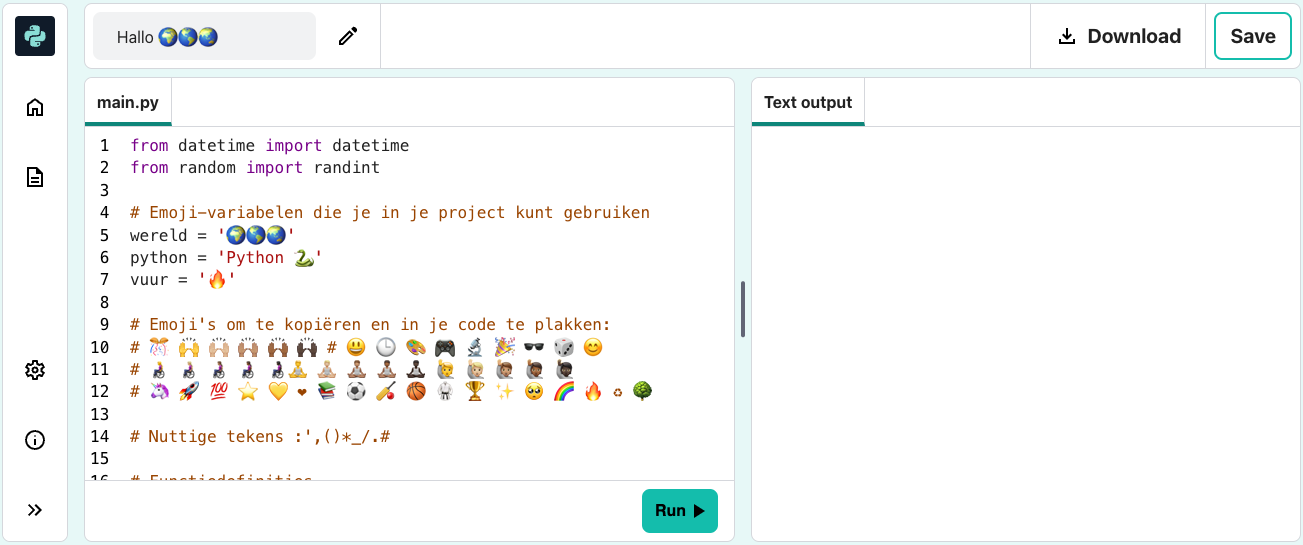 Hallo 🌍🌎🌏
Download
Save
main.py
Text output
1 from datetime import datetime
2 from random import randint
3
4 # Emoji-variabelen die je in je project kunt gebruiken
5 wereld = '🌍🌎🌏'
6 python = 'Python 🐍'
7 vuur = '🔥'
8
9 # Emoji's om te kopiëren en in je code te plakken:
10 # 🎊 🙌 🙌🏼 🙌🏽 🙌🏾 🙌🏿 # 😃 🕒 🎨 🎮 🔬 🎉 🕶️ 🎲 😊
11 # 👩‍🦽 👩🏼‍🦽 👩🏽‍🦽 👩🏾‍🦽 👩🏿‍🦽🧘 🧘🏼 🧘🏽 🧘🏾 🧘🏿 🙋 🙋🏼 🙋🏽 🙋🏾 🙋🏿
12 # 🦄 🚀 💯 ⭐ 💛 ❤ 📚 ⚽ 🏏 🏀 🥋 🏆 ✨ 🥺 🌈 🔥 ♻ 🌳
13
14 # Nuttige tekens :',()*_/.#
15
16 # Functiedefinities
Run